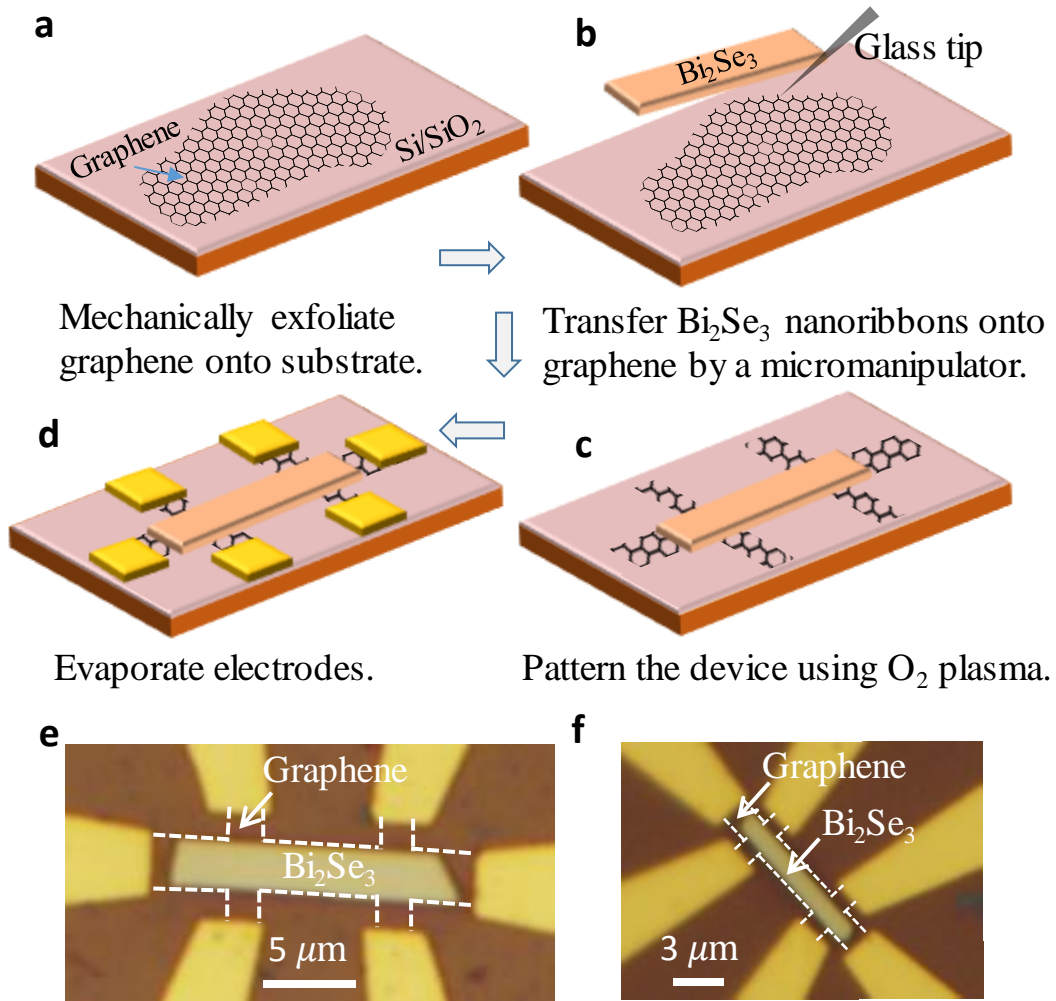 a
Graphene
Si/SiO₂
b
Bi₂Se₃
Glass tip
Mechanically exfoliate
graphene onto substrate.
Transfer Bi₂Se₃ nanoribbons onto
graphene by a micromanipulator.
d
c
Evaporate electrodes.
Pattern the device using O₂ plasma.
e
Graphene
Bi₂Se₃
5 μm
f
Graphene
Bi₂Se₃
3 μm